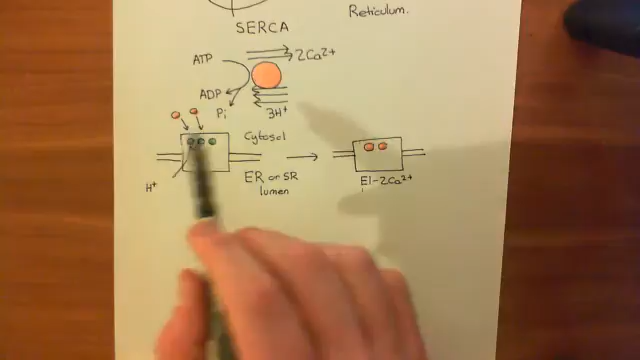 Reticulum.
SERCA
ATP
2Ca²⁺
ADP
Pi
3H⁺
Cytosol
H⁺
ER or SR
lumen
E1-2Ca²⁺